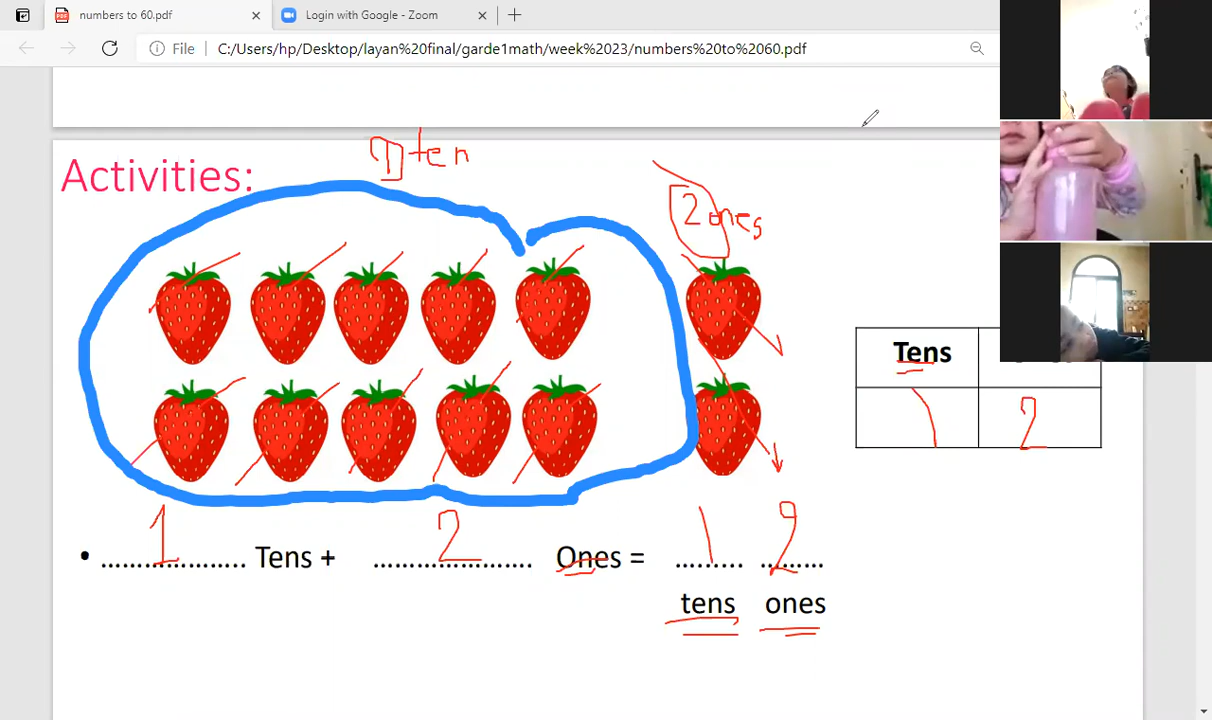 numbers to 60.pdf
Login with Google - Zoom
File
C:/Users/hp/Desktop/layan%20final/garde1math/week%2023/numbers%20to%2060.pdf
Activities:
1 ten
2 ones
Tens
1 2
1 Tens + 2 Ones = 1 2
tens ones